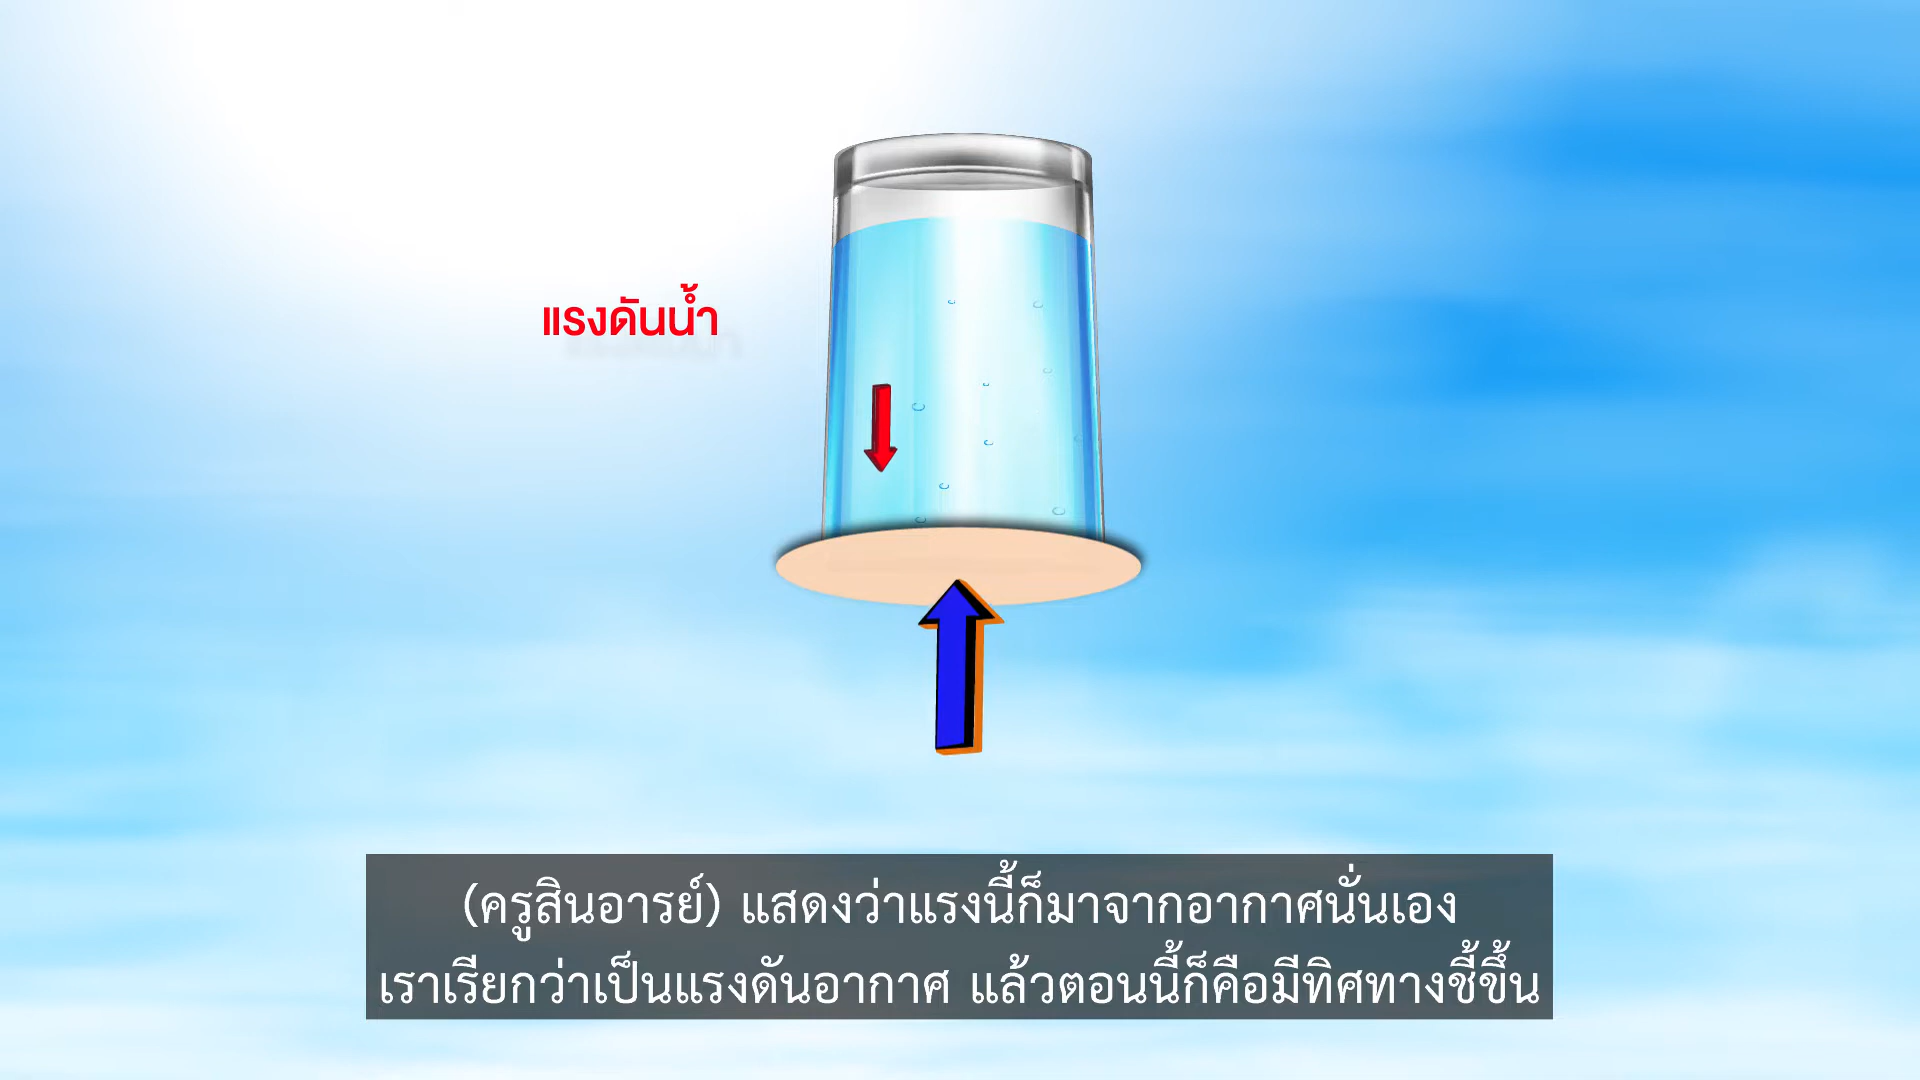 แรงดันน้ำ
(ครูสินอารย์) แสดงว่าแรงนี้ก็มาจากอากาศนั่นเอง
เราเรียกว่าเป็นแรงดันอากาศ แล้วตอนนี้ก็คือมีทิศทางชี้ขึ้น